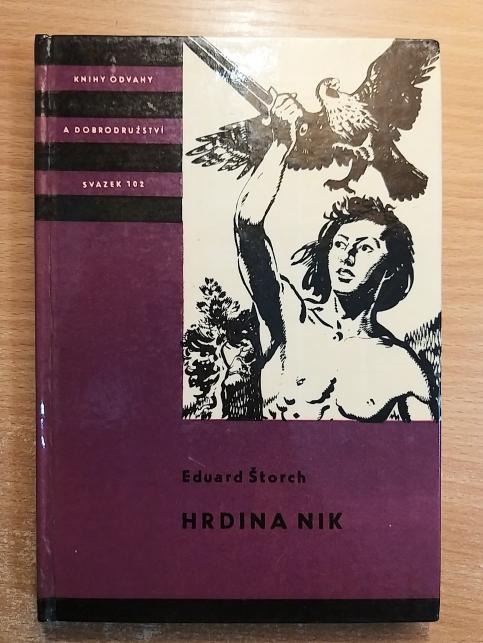 KNIHY ODVAHY
A DOBRODRUŽSTVÍ
SVAZEK 102
Eduard Štorch
HRDINA NIK